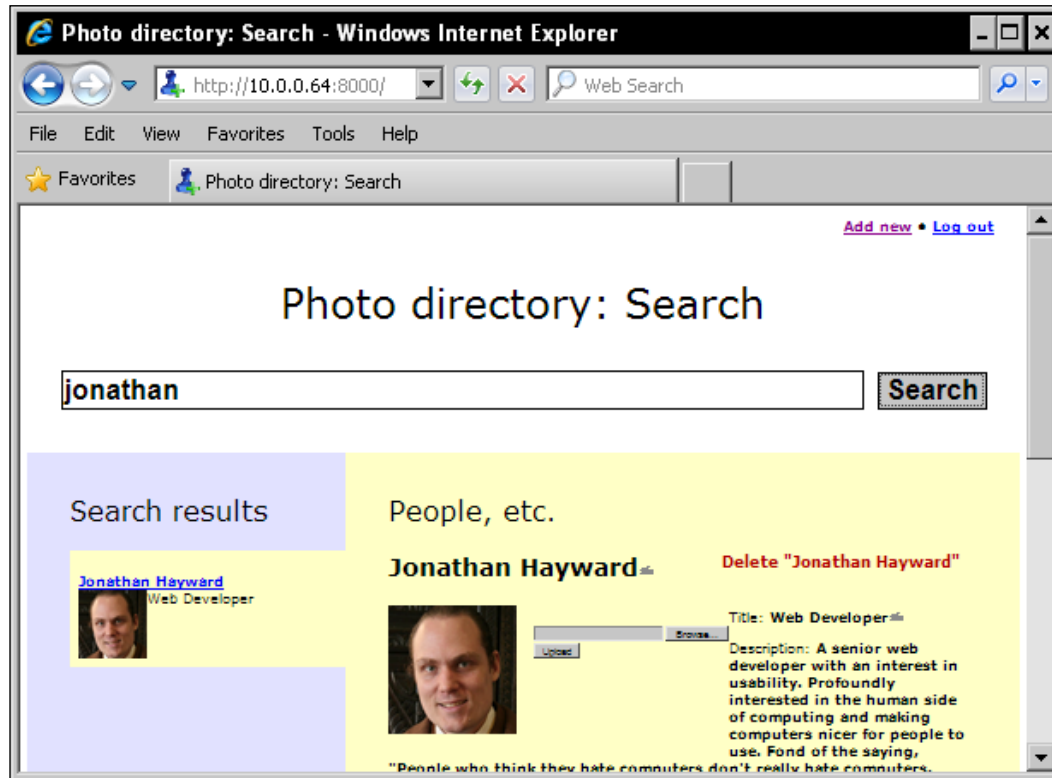 Photo directory: Search - Windows Internet Explorer
http://10.0.0.64:8000/
Web Search
File Edit View Favorites Tools Help
Favorites
Photo directory: Search
Add new • Log out
Photo directory: Search
jonathan
Search
Search results
People, etc.
Jonathan Hayward
Web Developer
Jonathan Hayward
Delete "Jonathan Hayward"
Browse...
Upload
Title: Web Developer
Description: A senior web
developer with an interest in
usability. Profoundly
interested in the human side
of computing and making
computers nicer for people to
use. Fond of the saying,
"People who think they hate computers don't really hate computers.